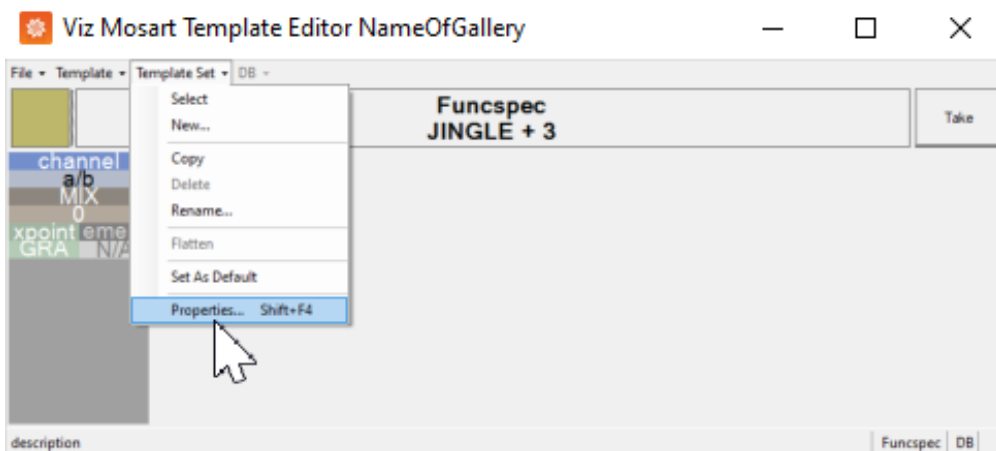 Viz Mosart Template Editor NameOfGallery
File Template Template Set DB
Select
New...
Copy
Delete
Rename...
Flatten
Set As Default
Properties... Shift+F4
Funcspec
JINGLE + 3
Take
channel
a/b
MIX
0
xpoint eme
GRA N/A
description
Funcspec DB